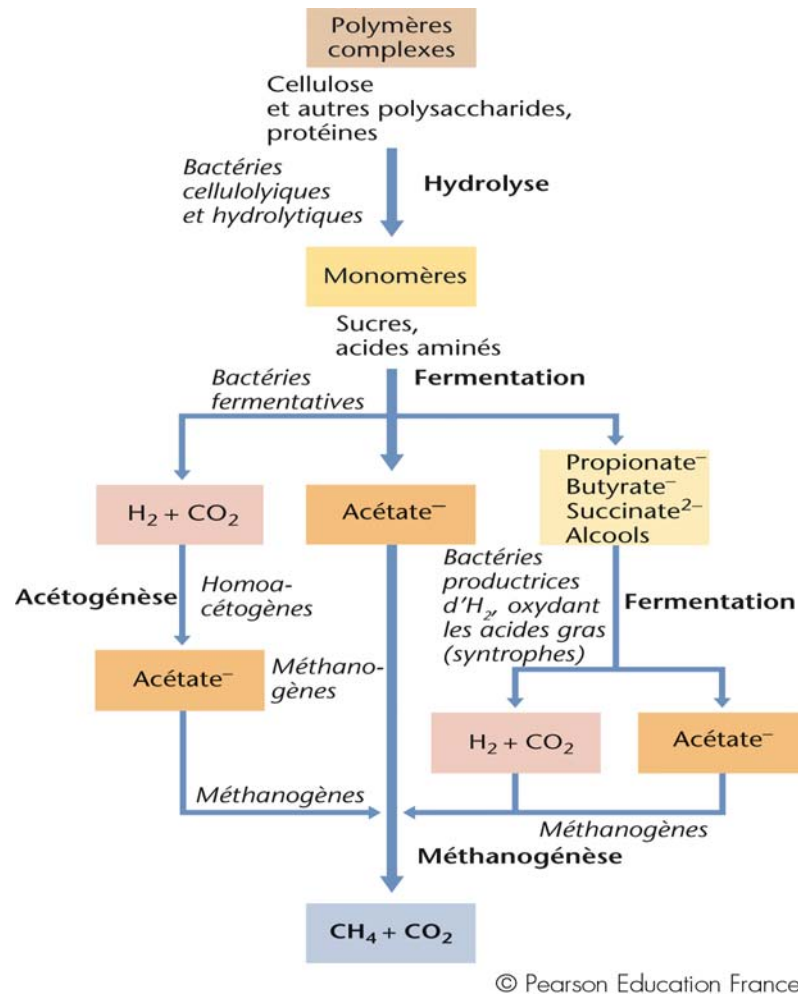 Polymères
complexes
Cellulose
et autres polysaccharides,
protéines
Bactéries
cellulolyiques
et hydrolytiques
Hydrolyse
Monomères
Sucres,
acides aminés
Bactéries
fermentatives
Fermentation
H₂ + CO₂
Acétate⁻
Propionate⁻
Butyrate⁻
Succinate²⁻
Alcools
Acétogénèse
Homoa-
cétogènes
Bactéries
productrices
d'H₂, oxydant
les acides gras
(syntrophes)
Fermentation
Acétate⁻
Méthano-
gènes
H₂ + CO₂
Acétate⁻
Méthanogènes
Méthanogènes
Méthanogénèse
CH₄ + CO₂
© Pearson Education France